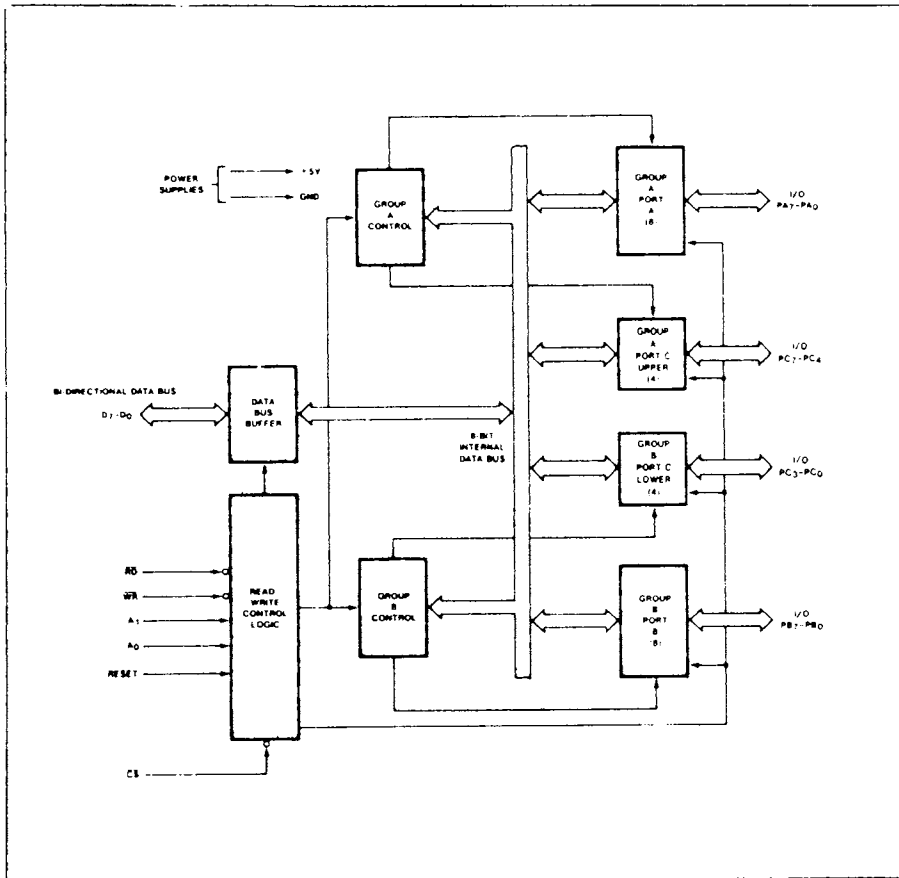 POWER
SUPPLIES
+5V
GND
GROUP
A
CONTROL
GROUP
A
PORT
A
(8)
I/O
PA7-PA0
GROUP
A
PORT C
UPPER
(4)
I/O
PC7-PC4
BI-DIRECTIONAL DATA BUS
D7-D0
DATA
BUS
BUFFER
8-BIT
INTERNAL
DATA BUS
GROUP
B
PORT C
LOWER
(4)
I/O
PC3-PC0
RD
WR
A1
A0
RESET
READ
WRITE
CONTROL
LOGIC
GROUP
B
CONTROL
GROUP
B
PORT
B
(8)
I/O
PB7-PB0
CS